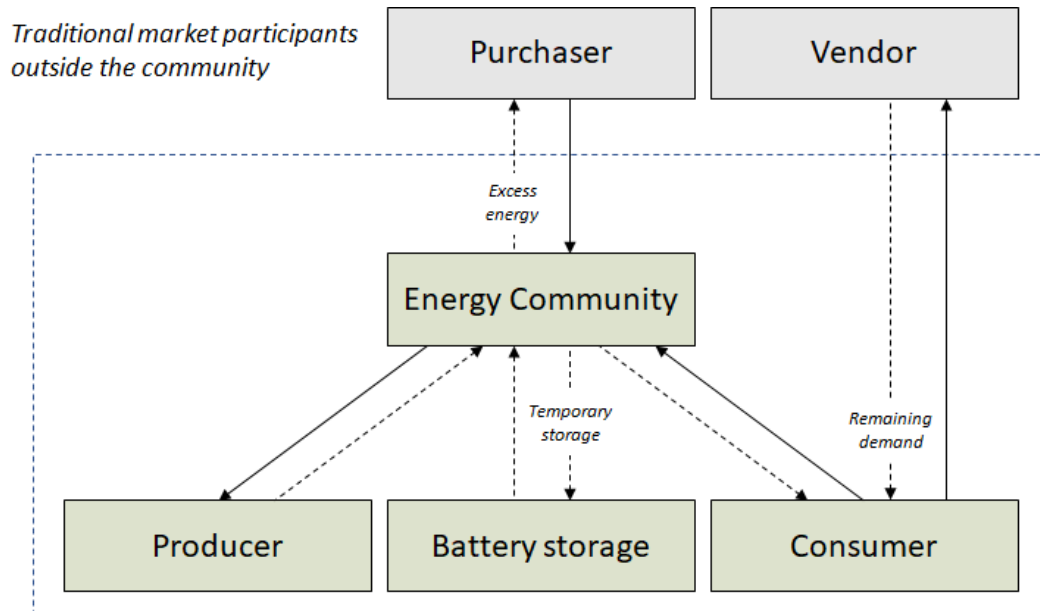 Traditional market participants
outside the community
Purchaser
Vendor
Excess
energy
Energy Community
Temporary
storage
Remaining
demand
Producer
Battery storage
Consumer